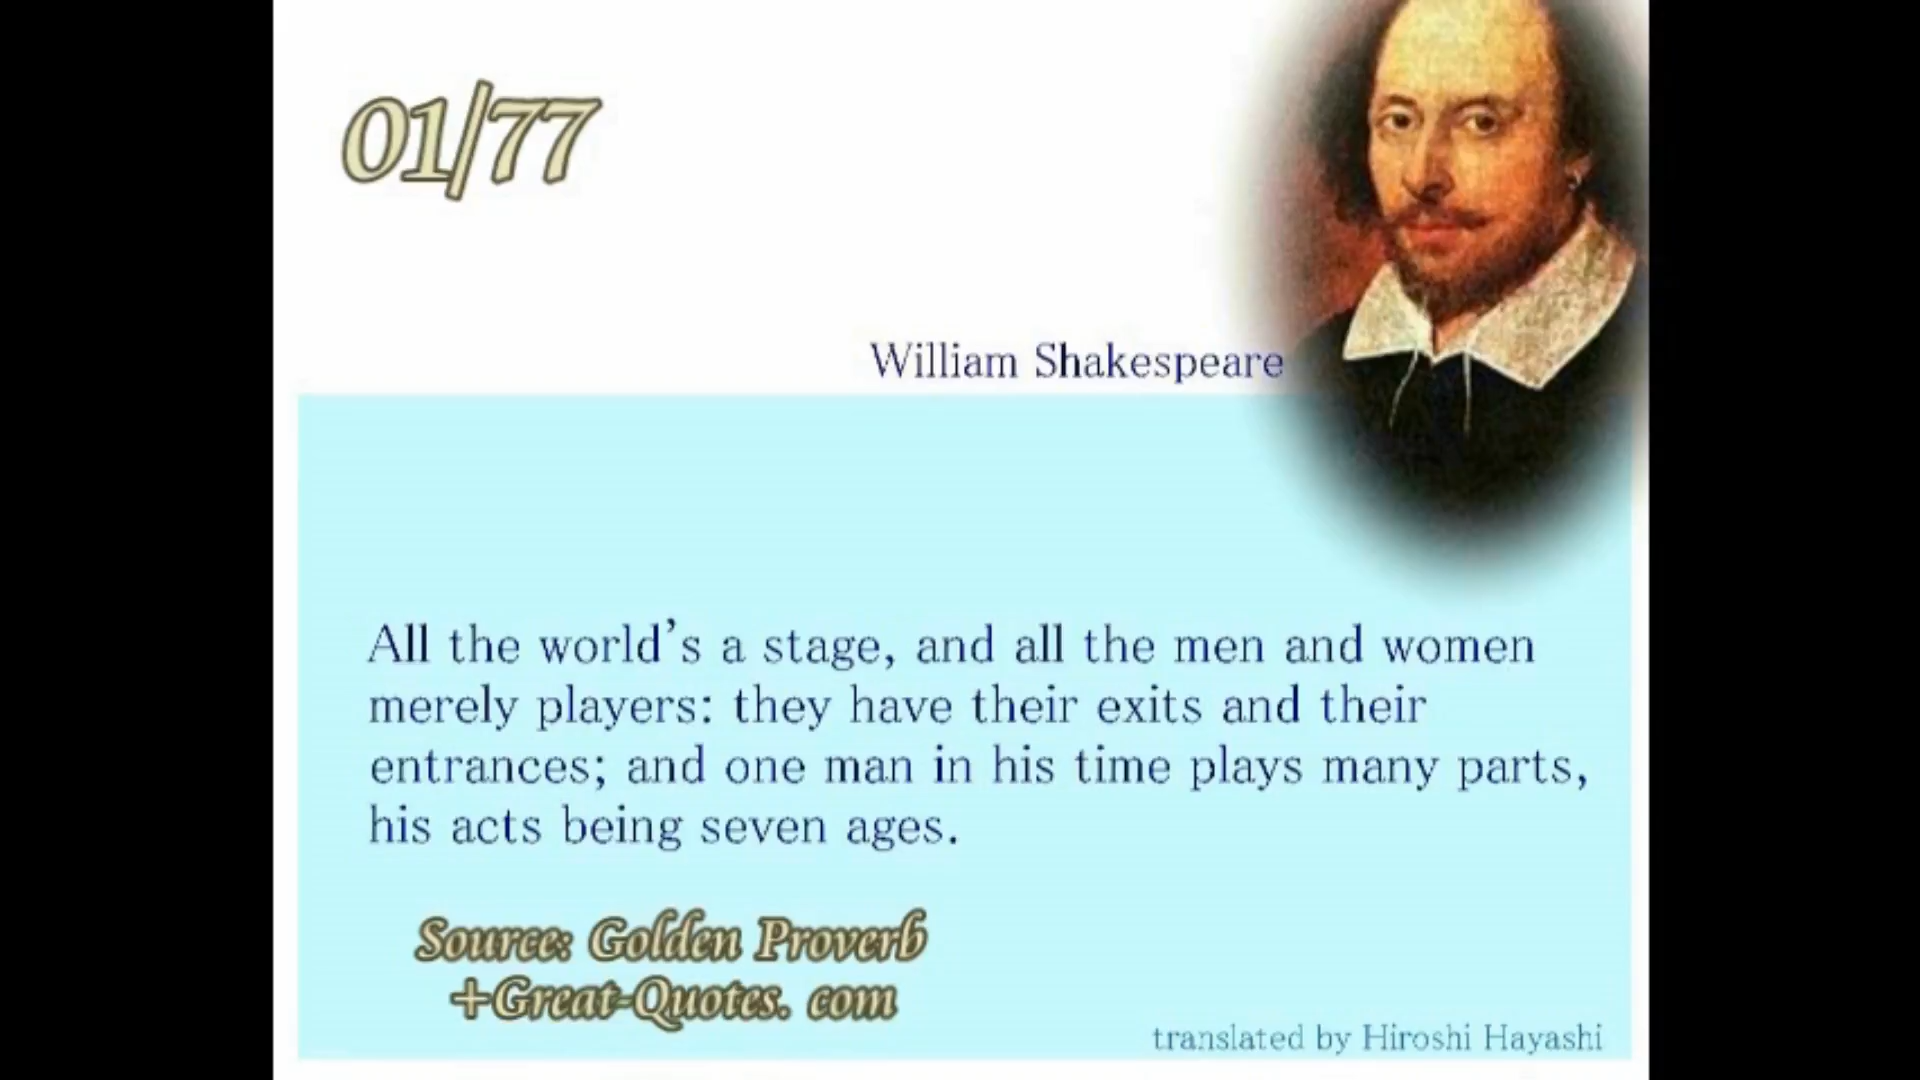 01/77
William Shakespeare
All the world's a stage, and all the men and women
merely players: they have their exits and their
entrances; and one man in his time plays many parts,
his acts being seven ages.
Source: Golden Proverb
+Great-Quotes. com
translated by Hiroshi Hayashi